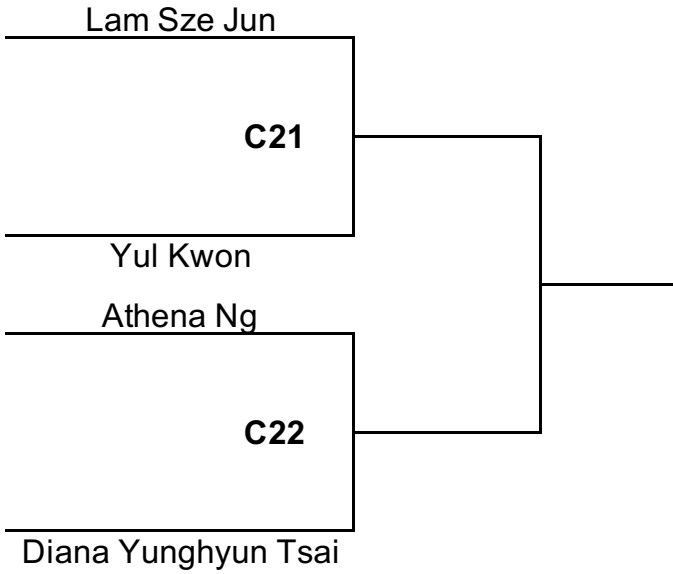 Lam Sze Jun
C21
Yul Kwon
Athena Ng
C22
Diana Yunghyun Tsai